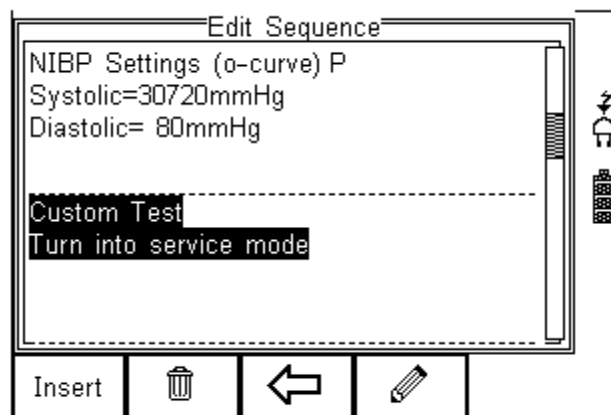 Edit Sequence
NIBP Settings (o-curve) P
Systolic=30720mmHg
Diastolic= 80mmHg
Custom Test
Turn into service mode
Insert